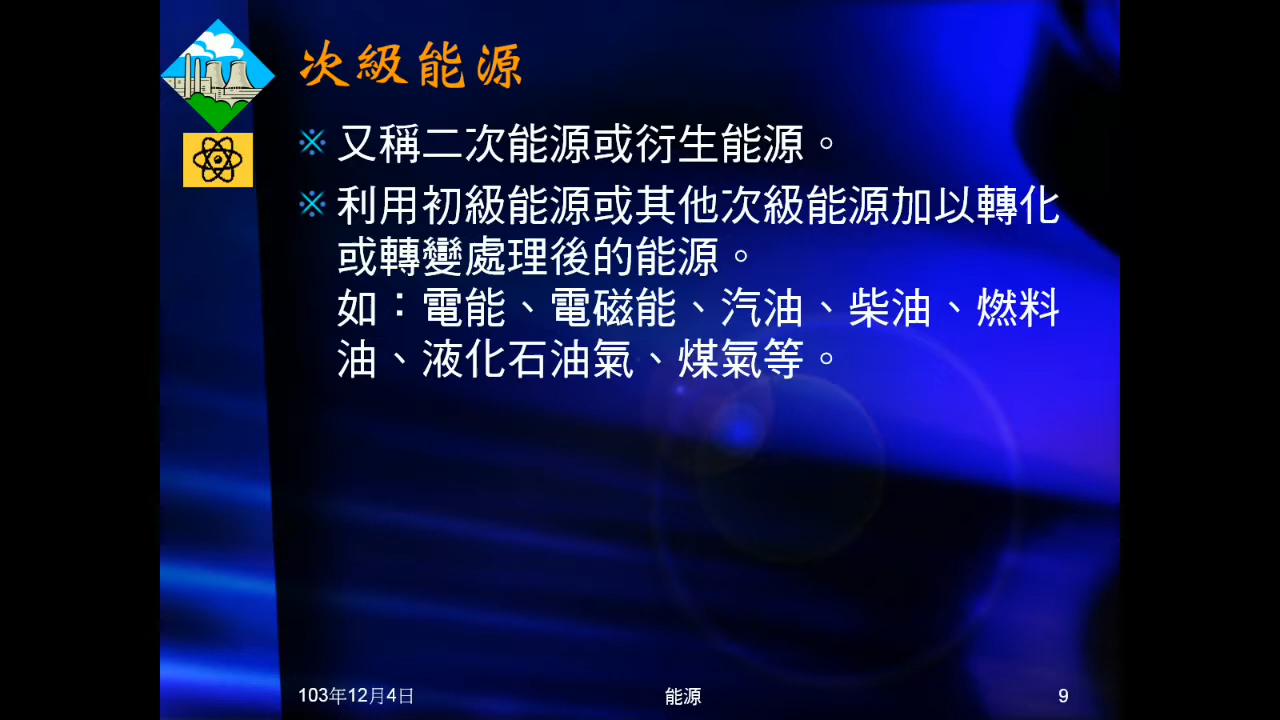 次級能源
※又稱二次能源或衍生能源。
※利用初級能源或其他次級能源加以轉化
或轉變處理後的能源。
如：電能、電磁能、汽油、柴油、燃料
油、液化石油氣、煤氣等。
103年12月4日 能源 9